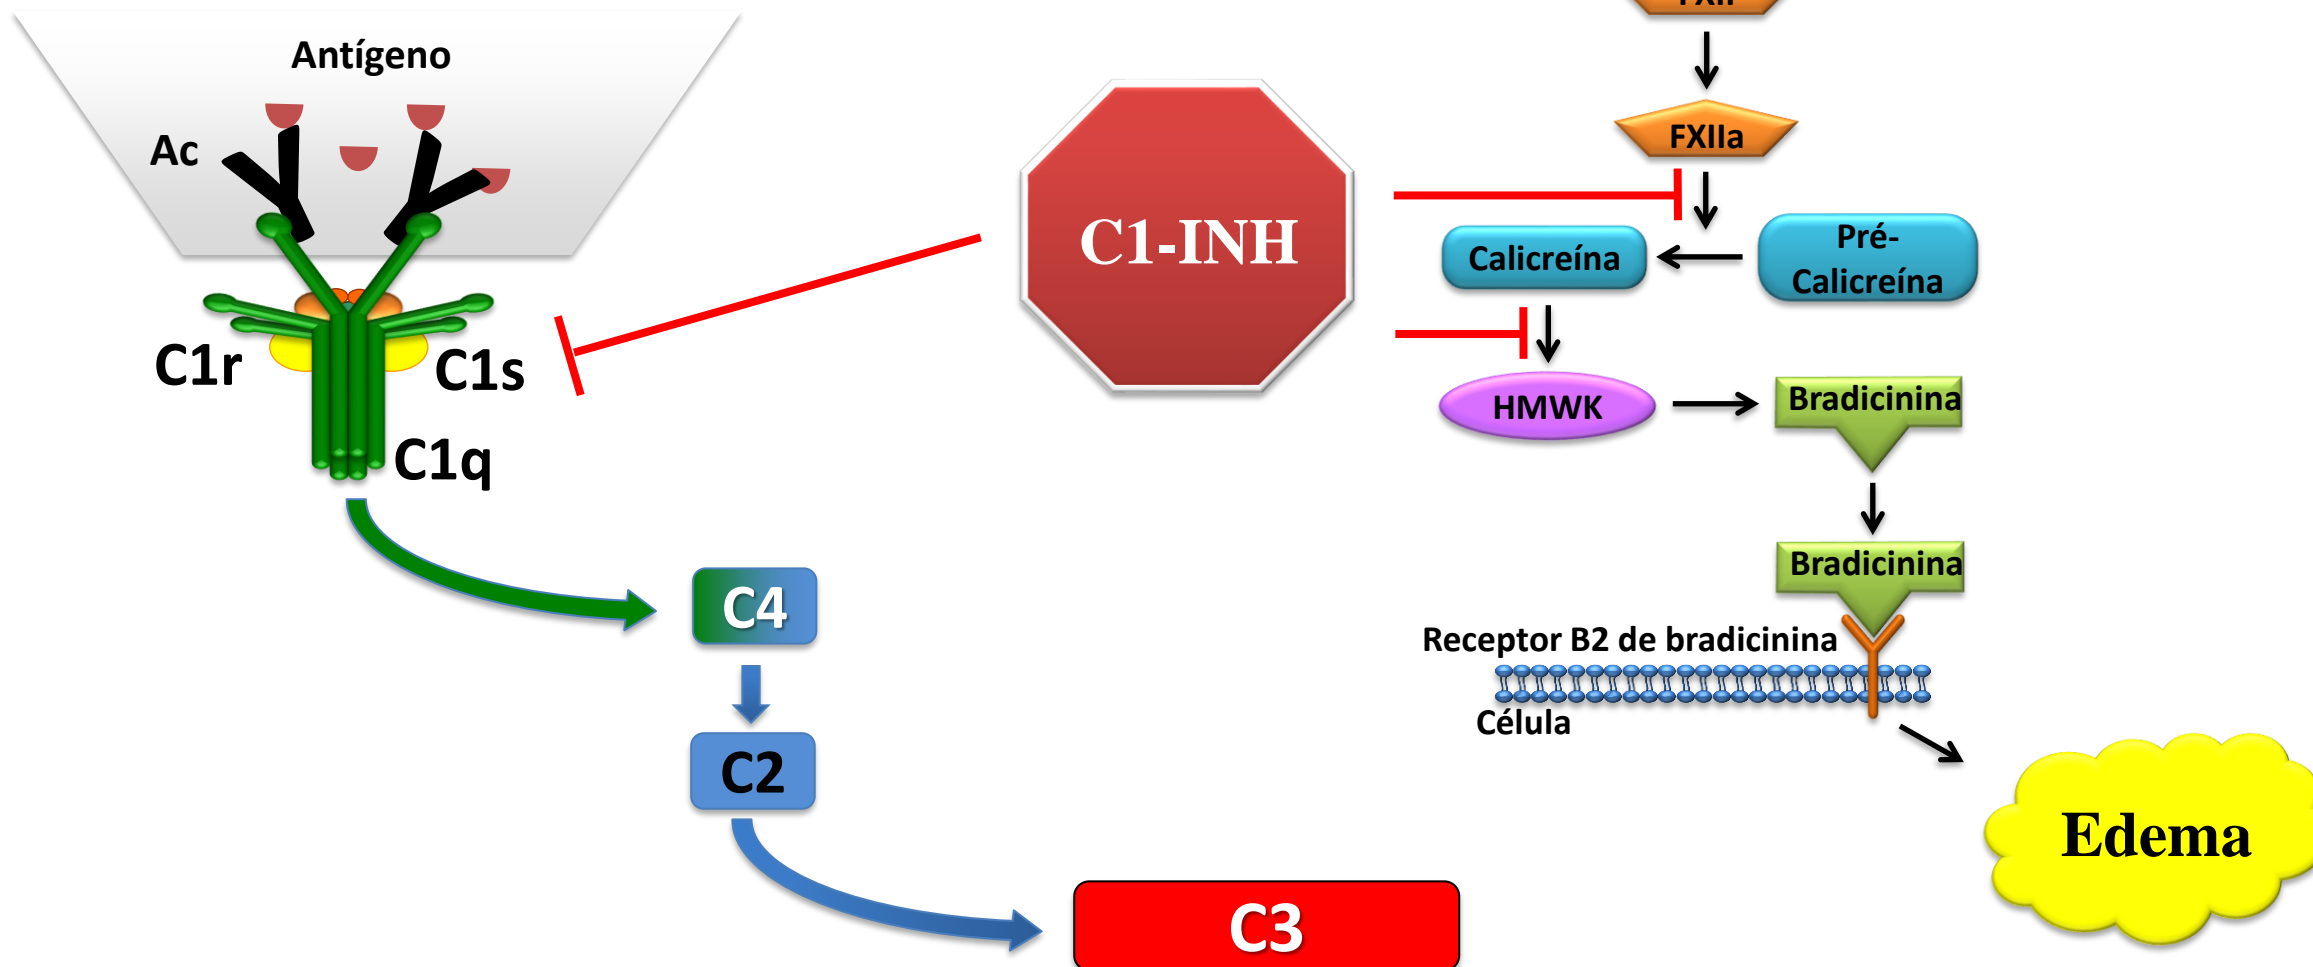 FXII
Antígeno
Ac
FXIIa
C1-INH
Calicreína
Pré-
Calicreína
C1r
C1s
HMWK
Bradicinina
C1q
Bradicinina
C4
Receptor B2 de bradicinina
Célula
C2
Edema
C3